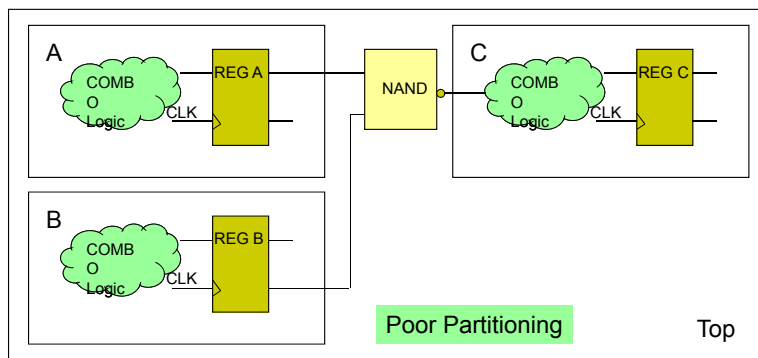 A
COMB
O
Logic
CLK
REG A
NAND
C
COMB
O
Logic
CLK
REG C
B
COMB
O
Logic
CLK
REG B
Poor Partitioning
Top